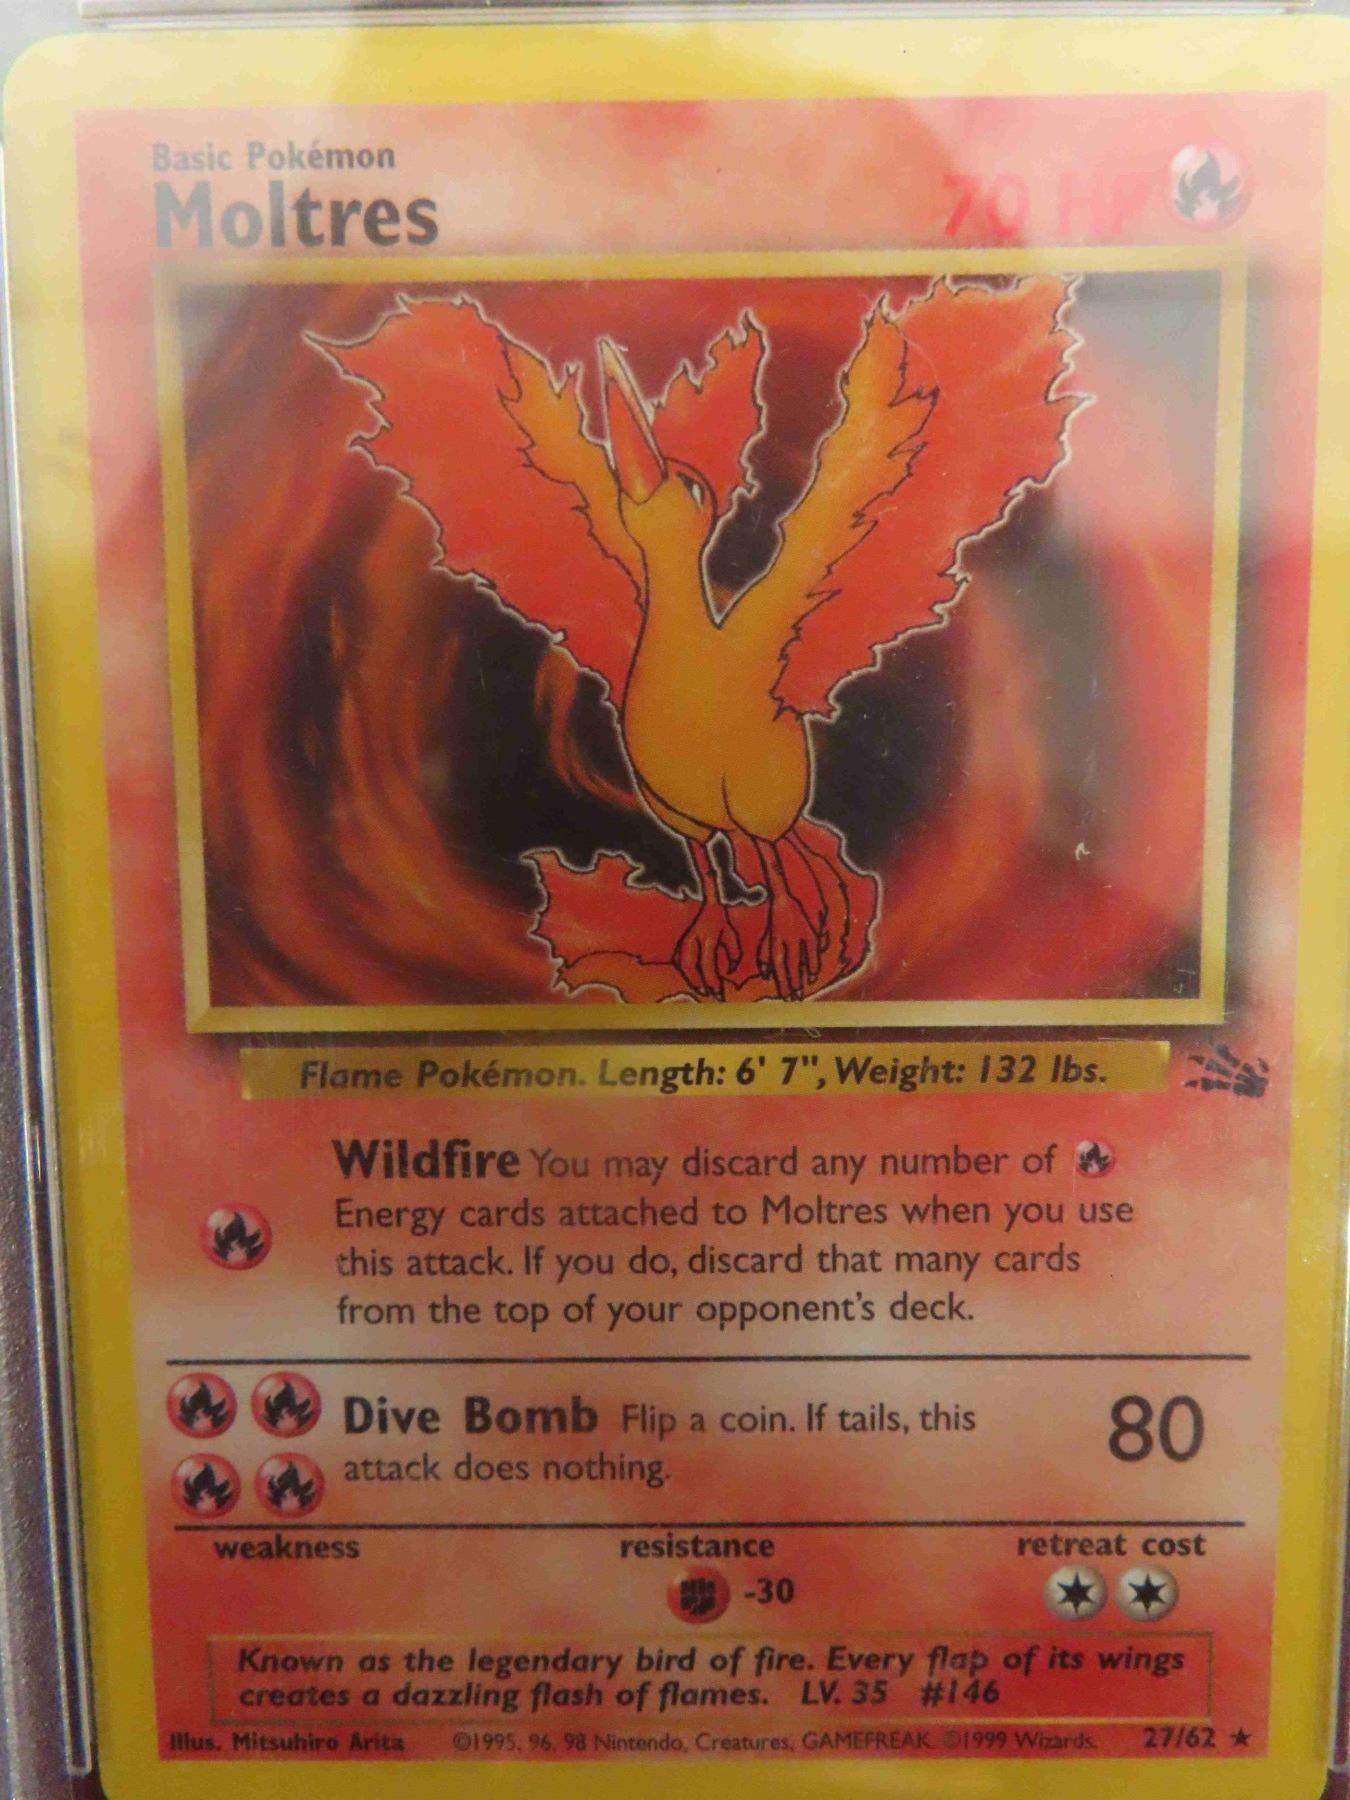 Basic Pokémon
Moltres
70 HP
Flame Pokémon. Length: 6' 7", Weight: 132 lbs.
Wildfire You may discard any number of
Energy cards attached to Moltres when you use
this attack. If you do, discard that many cards
from the top of your opponent's deck.
Dive Bomb Flip a coin. If tails, this
attack does nothing.
80
weakness resistance retreat cost
-30
Known as the legendary bird of fire. Every flap of its wings
creates a dazzling flash of flames. LV. 35 #146
Illus. Mitsuhiro Arita ©1995, 96, 98 Nintendo, Creatures, GAMEFREAK. ©1999 Wizards. 27/62 ★